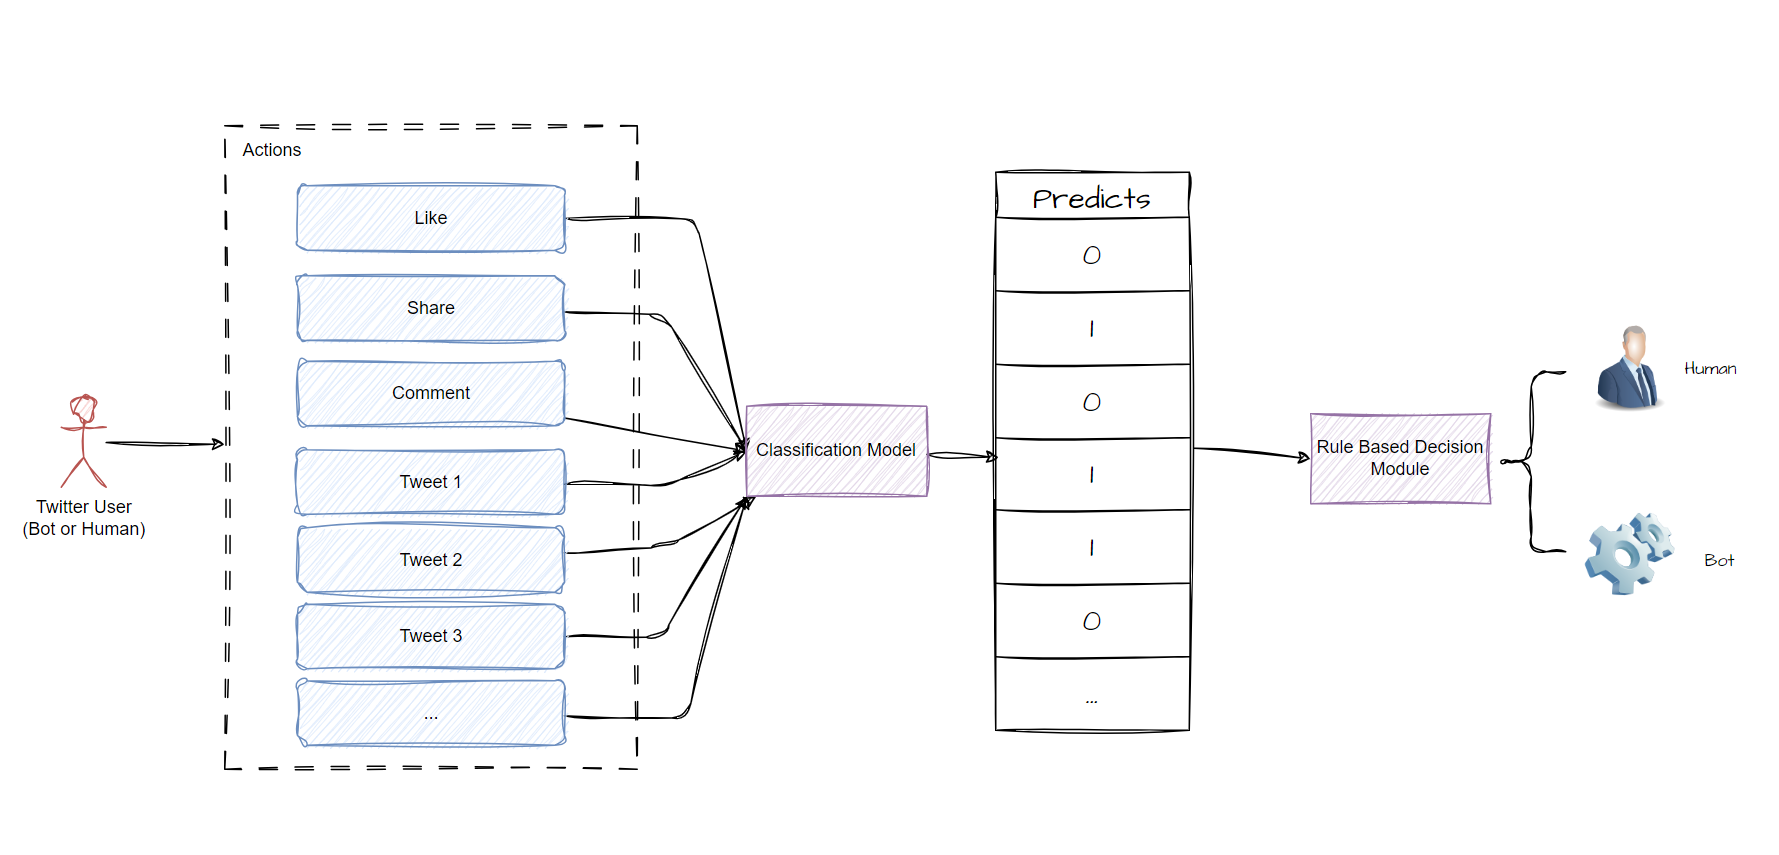 Actions
Like
Share
Comment
Tweet 1
Tweet 2
Tweet 3
...
Twitter User
(Bot or Human)
Classification Model
Predicts
0
1
0
1
1
0
...
Rule Based Decision
Module
Human
Bot